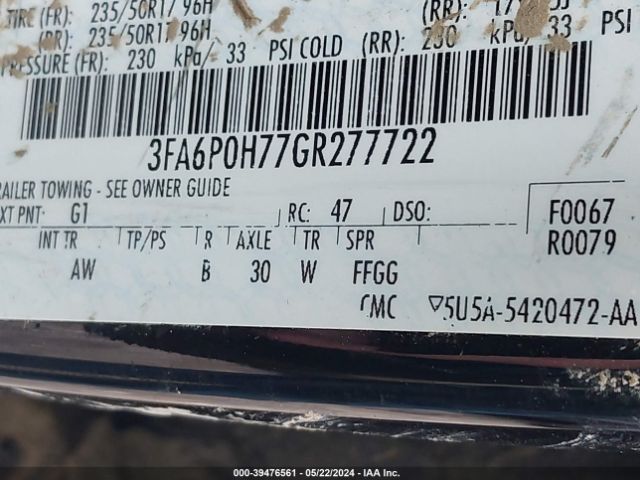 TIRE (FR): 235/50R17 96H (RR):
(RR): 235/50R17 96H PSI
PRESSURE (FR): 230 kPa/ 33 PSI COLD (RR): 230 kPa/ 33
3FA6P0H77GR277722
TRAILER TOWING - SEE OWNER GUIDE
EXT PNT: G1 RC: 47 DSO: F0067
R0079
INT TR TP/PS R AXLE TR SPR
AW B 30 W FFGG
CMC ▽5U5A-5420472-AA
000-39476561 | 05/22/2024 | IAA Inc.